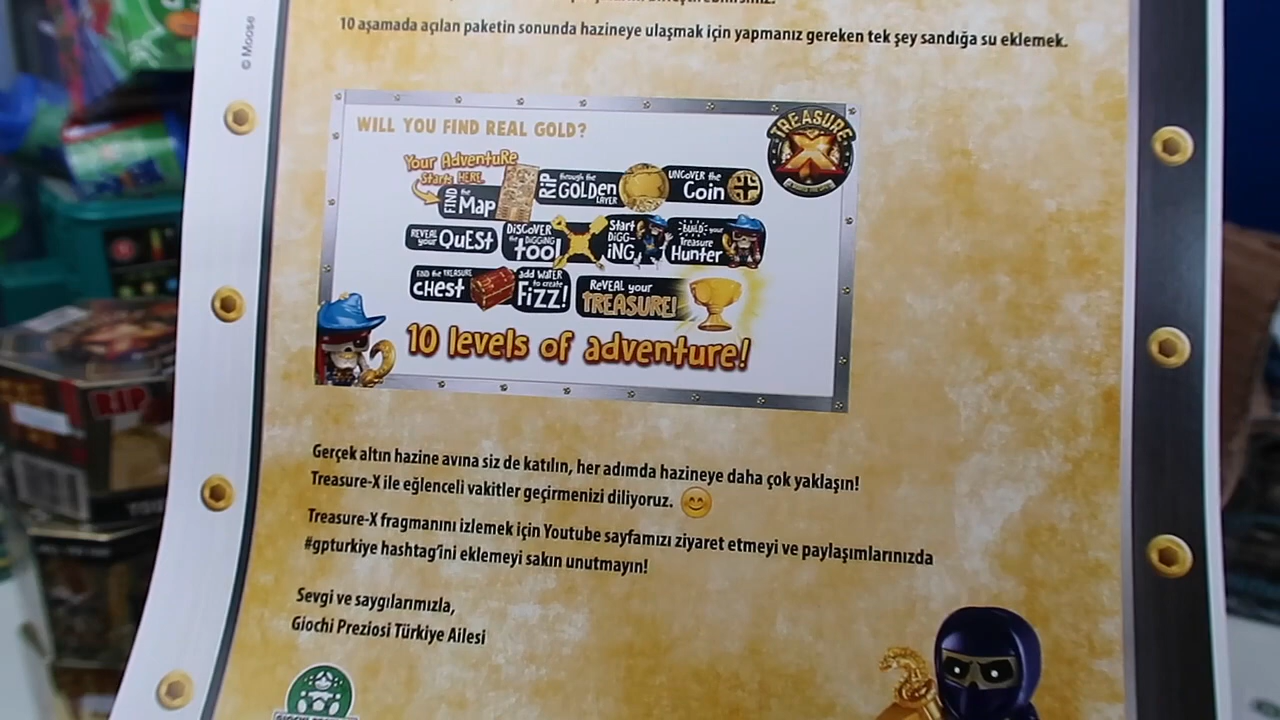 © Moose
10 aşamada açılan paketin sonunda hazineye ulaşmak için yapmanız gereken tek şey sandığa su eklemek.
WILL YOU FIND REAL GOLD?
TREASURE
X
Your Adventure
Starts HERE
FIND the Map
RiP through the GOLDen LAYER
UNCOVER the Coin
REVEAL your QuESt
DiSCOVER the DiGGiNG tool
Start DiGG-iNG
BUILD your Treasure Hunter
FiND the TREASURE CHEST
add WATER to create FiZZ!
REVEAL your TREASURE!
10 levels of adventure!
Gerçek altın hazine avına siz de katılın, her adımda hazineye daha çok yaklaşın!
Treasure-X ile eğlenceli vakitler geçirmenizi diliyoruz. 😊
Treasure-X fragmanını izlemek için Youtube sayfamızı ziyaret etmeyi ve paylaşımlarınızda
#gpturkiye hashtag'ini eklemeyi sakın unutmayın!
Sevgi ve saygılarımızla,
Giochi Preziosi Türkiye Ailesi
R.I.P